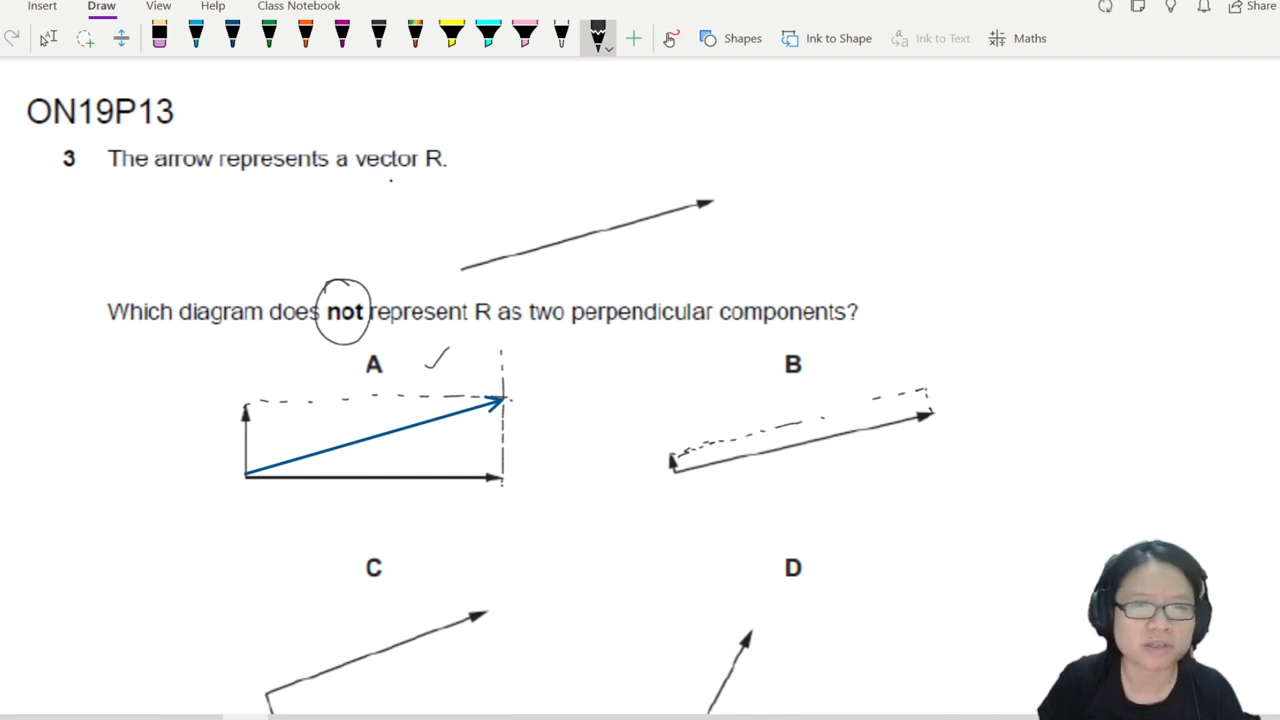 Insert Draw View Help Class Notebook Share
Shapes Ink to Shape Ink to Text Maths
ON19P13
3 The arrow represents a vector R.
Which diagram does not represent R as two perpendicular components?
A B
C D